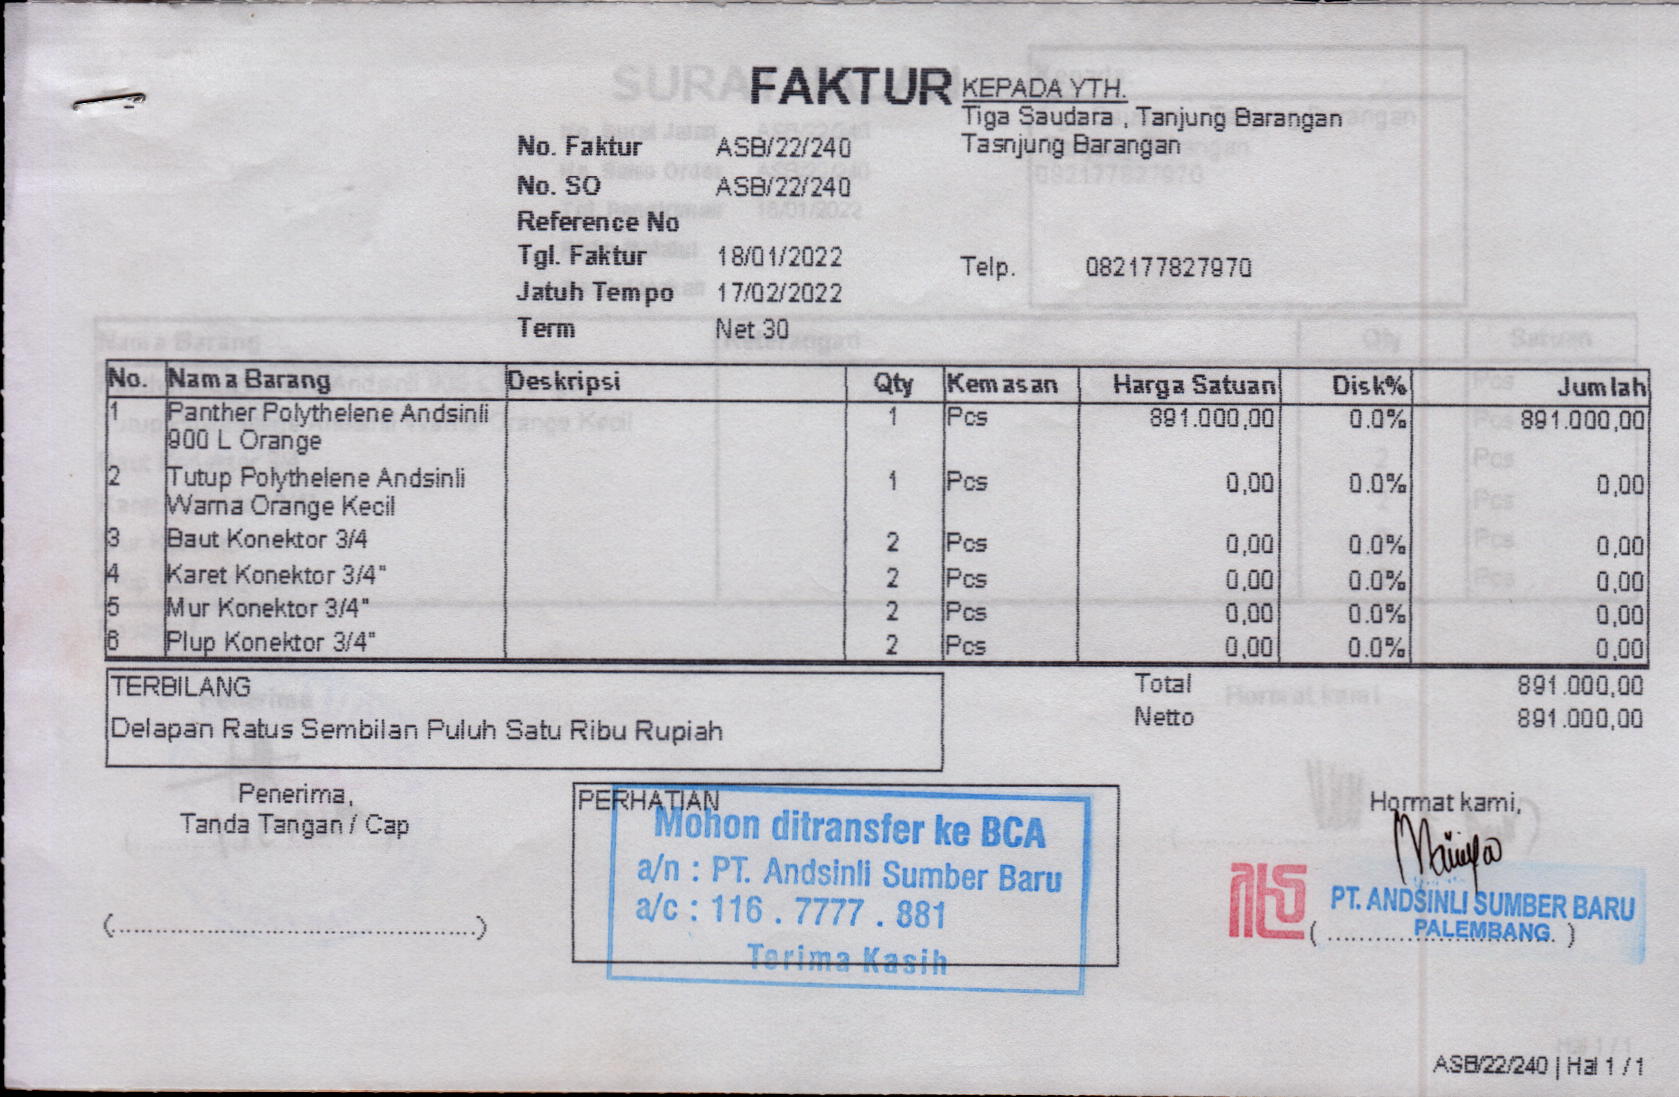 FAKTUR
KEPADA YTH.
Tiga Saudara , Tanjung Barangan
Tasnjung Barangan
No. Faktur ASB/22/240
No. SO ASB/22/240
Reference No
Tgl. Faktur 18/01/2022
Telp. 082177827970
Jatuh Tempo 17/02/2022
Term Net 30
No. Nama Barang Deskripsi Qty Kemasan Harga Satuan Disk% Jumlah
1 Panther Polythelene Andsinli 1 Pcs 891.000,00 0.0% 891.000,00
900 L Orange
2 Tutup Polythelene Andsinli 1 Pcs 0,00 0.0% 0,00
Warna Orange Kecil
3 Baut Konektor 3/4 2 Pcs 0,00 0.0% 0,00
4 Karet Konektor 3/4" 2 Pcs 0,00 0.0% 0,00
5 Mur Konektor 3/4" 2 Pcs 0,00 0.0% 0,00
6 Plup Konektor 3/4" 2 Pcs 0,00 0.0% 0,00
TERBILANG
Delapan Ratus Sembilan Puluh Satu Ribu Rupiah
Total 891.000,00
Netto 891.000,00
Penerima,
Tanda Tangan / Cap
(..................................................)
PERHATIAN
Mohon ditransfer ke BCA
a/n : PT. Andsinli Sumber Baru
a/c : 116 . 7777 . 881
Terima Kasih
Hormat kami,
PT. ANDSINLI SUMBER BARU
PALEMBANG
ASB/22/240 | Hal 1 / 1